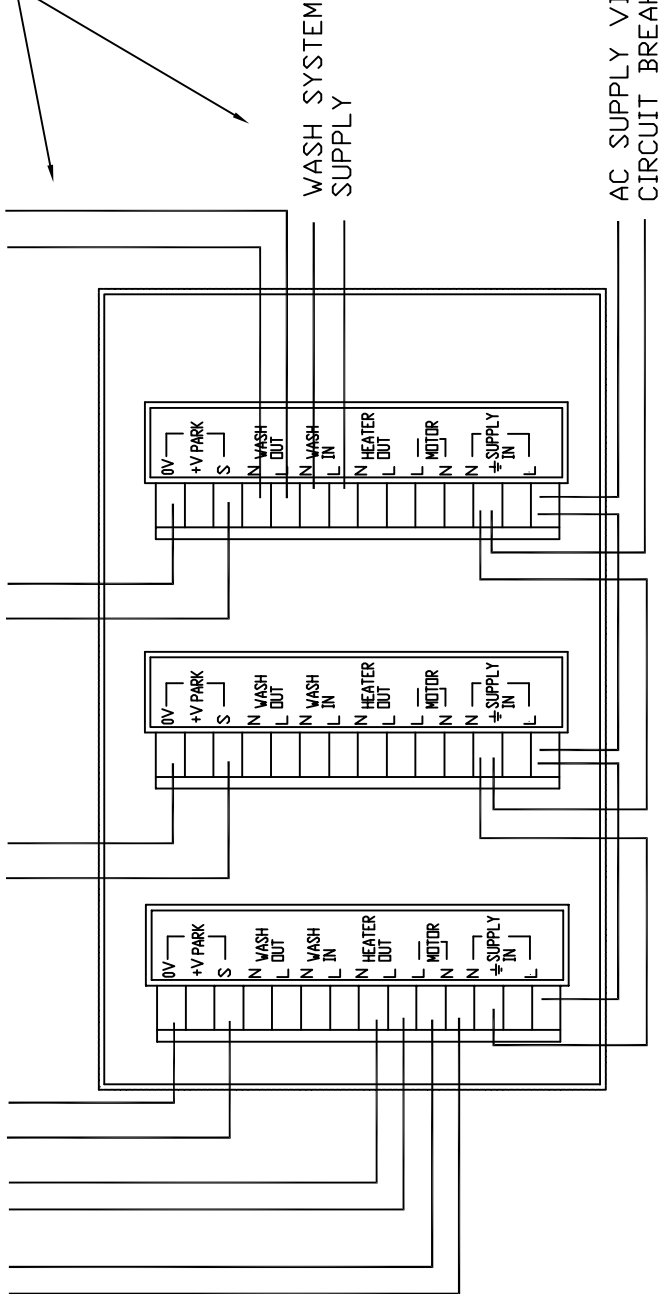 WASH SYSTEM
SUPPLY
AC SUPPLY VI
CIRCUIT BREAK
0V
+V PARK
S
N WASH
OUT
L
N WASH
IN
L
N HEATER
OUT
L
L
MOTOR
N
N
SUPPLY
IN
L
0V
+V PARK
S
N WASH
OUT
L
N WASH
IN
L
N HEATER
OUT
L
L
MOTOR
N
N
SUPPLY
IN
L
0V
+V PARK
S
N WASH
OUT
L
N WASH
IN
L
N HEATER
OUT
L
L
MOTOR
N
N
SUPPLY
IN
L